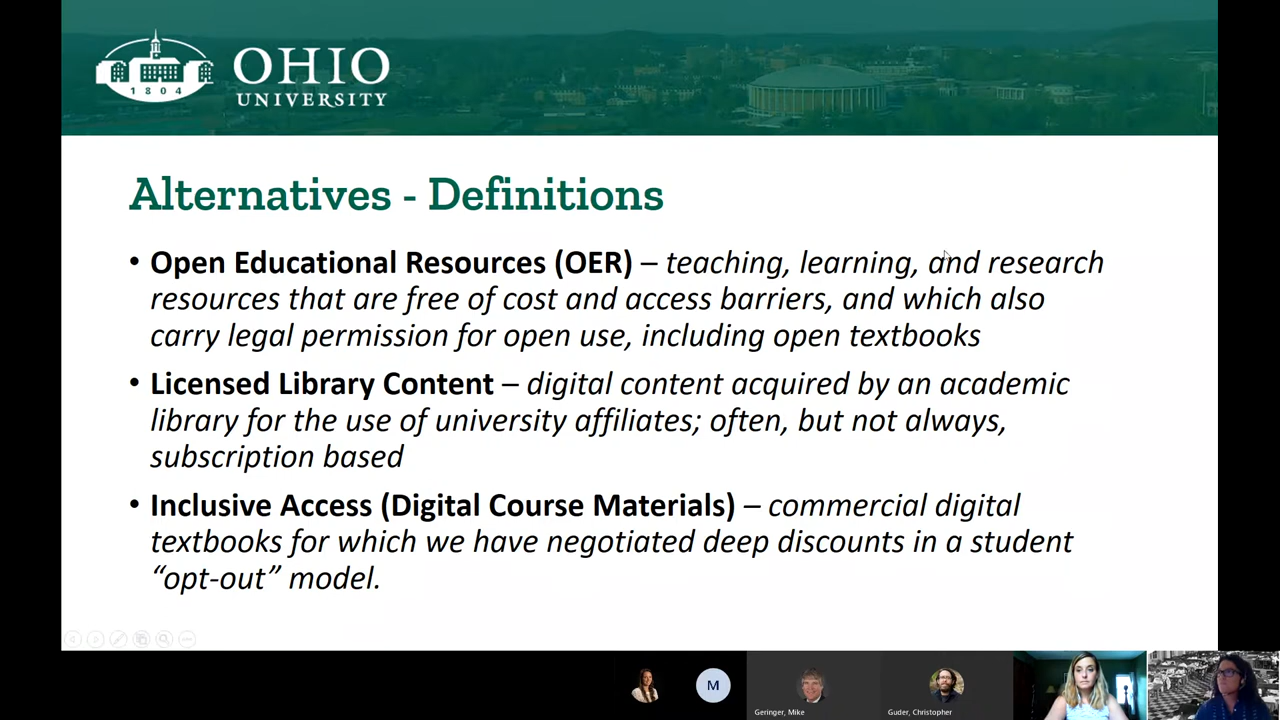 1804
OHIO
UNIVERSITY
Alternatives - Definitions
• Open Educational Resources (OER) – teaching, learning, and research
resources that are free of cost and access barriers, and which also
carry legal permission for open use, including open textbooks
• Licensed Library Content – digital content acquired by an academic
library for the use of university affiliates; often, but not always,
subscription based
• Inclusive Access (Digital Course Materials) – commercial digital
textbooks for which we have negotiated deep discounts in a student
“opt-out” model.
M
Geringer, Mike
Guder, Christopher